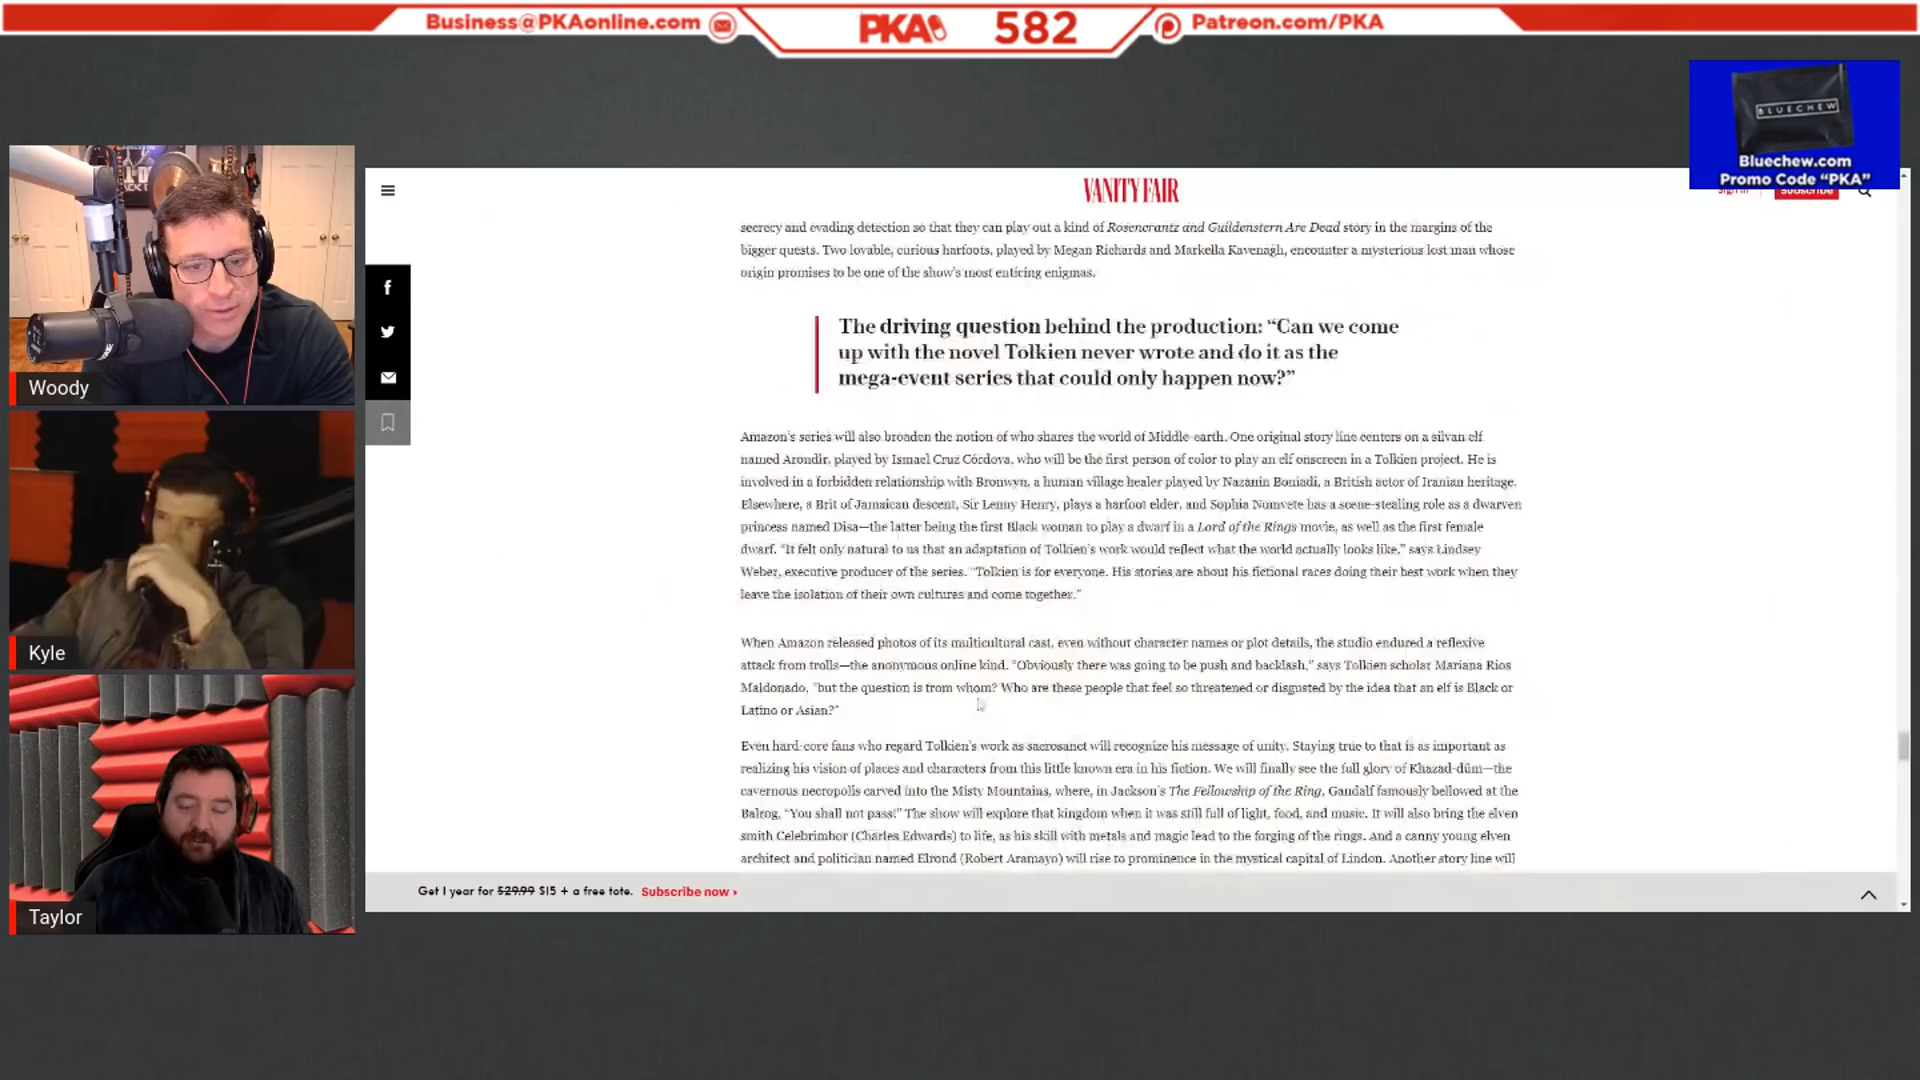 Business@PKAonline.com
PKA
582
Patreon.com/PKA
BLUECHEW
Bluechew.com
Promo Code “PKA”
VANITY FAIR
Sign In
Subscribe
secrecy and evading detection so that they can play out a kind of Rosencrantz and Guildenstern Are Dead story in the margins of the
bigger quests. Two lovable, curious harfoots, played by Megan Richards and Markella Kavenagh, encounter a mysterious lost man whose
origin promises to be one of the show’s most enticing enigmas.
The driving question behind the production: “Can we come
up with the novel Tolkien never wrote and do it as the
mega-event series that could only happen now?”
Amazon’s series will also broaden the notion of who shares the world of Middle-earth. One original story line centers on a silvan elf
named Arondir, played by Ismael Cruz Córdova, who will be the first person of color to play an elf onscreen in a Tolkien project. He is
involved in a forbidden relationship with Bronwyn, a human village healer played by Nazanin Boniadi, a British actor of Iranian heritage.
Elsewhere, a Brit of Jamaican descent, Sir Lenny Henry, plays a harfoot elder, and Sophia Nomvete has a scene-stealing role as a dwarven
princess named Disa—the latter being the first Black woman to play a dwarf in a Lord of the Rings movie, as well as the first female
dwarf. “It felt only natural to us that an adaptation of Tolkien’s work would reflect what the world actually looks like,” says Lindsey
Weber, executive producer of the series. “Tolkien is for everyone. His stories are about his fictional races doing their best work when they
leave the isolation of their own cultures and come together.”
When Amazon released photos of its multicultural cast, even without character names or plot details, the studio endured a reflexive
attack from trolls—the anonymous online kind. “Obviously there was going to be push and backlash,” says Tolkien scholar Mariana Rios
Maldonado, “but the question is from whom? Who are these people that feel so threatened or disgusted by the idea that an elf is Black or
Latino or Asian?”
Even hard-core fans who regard Tolkien’s work as sacrosanct will recognize his message of unity. Staying true to that is as important as
realizing his vision of places and characters from this little known era in his fiction. We will finally see the full glory of Khazad-dûm—the
cavernous necropolis carved into the Misty Mountains, where, in Jackson’s The Fellowship of the Ring, Gandalf famously bellowed at the
Balrog, “You shall not pass!” The show will explore that kingdom when it was still full of light, food, and music. It will also bring the elven
smith Celebrimbor (Charles Edwards) to life, as his skill with metals and magic lead to the forging of the rings. And a canny young elven
architect and politician named Elrond (Robert Aramayo) will rise to prominence in the mystical capital of Lindon. Another story line will
Get 1 year for $29.99 $15 + a free tote. Subscribe now ›
Woody
Kyle
Taylor